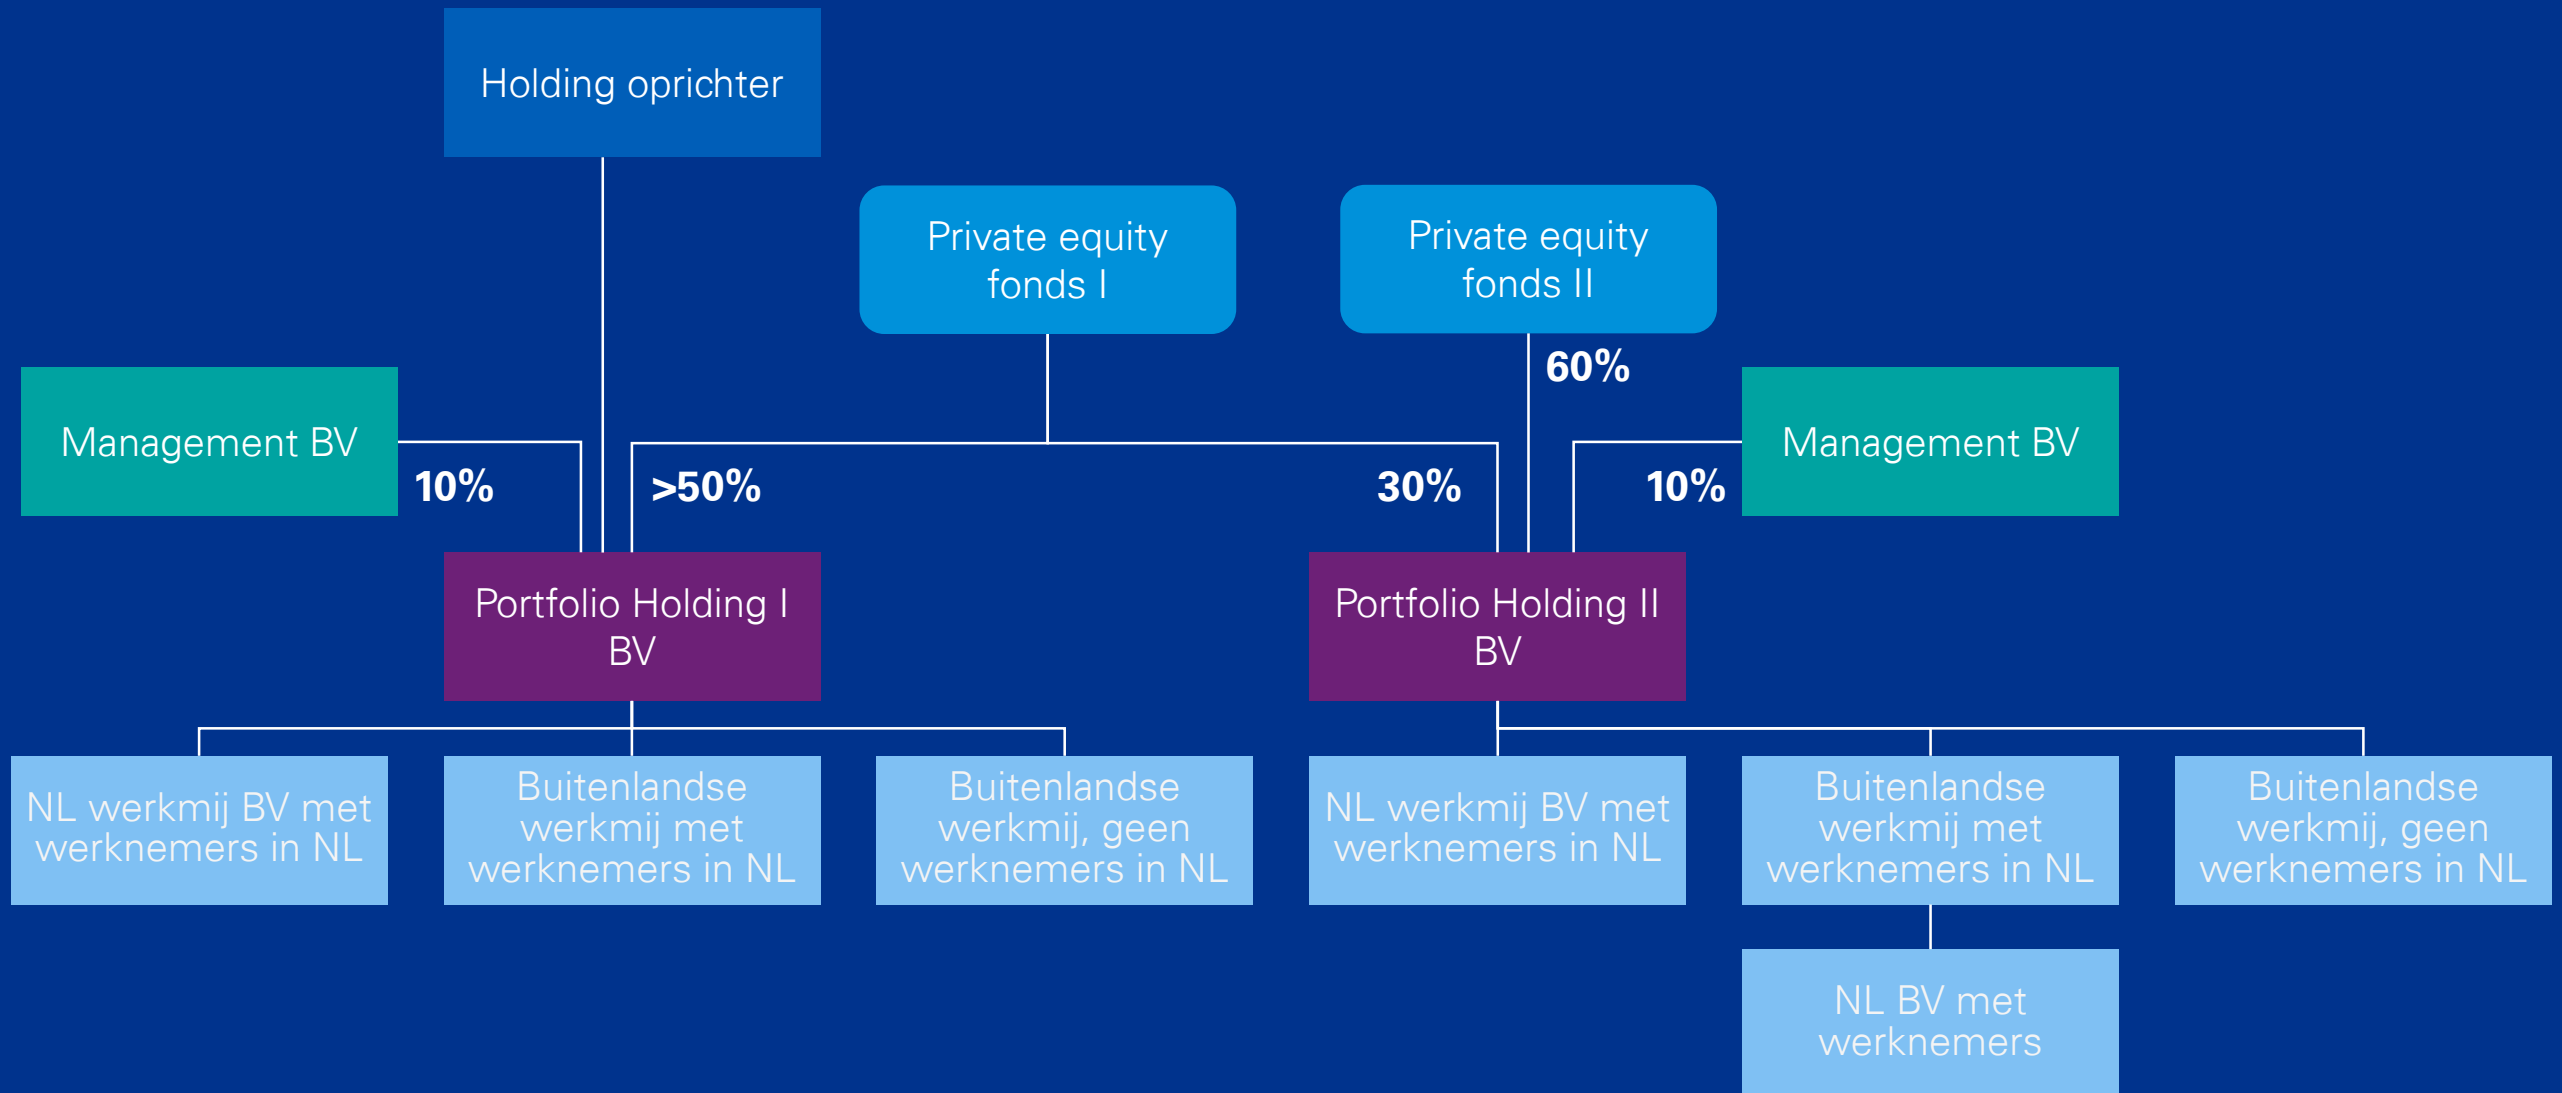 Holding oprichter
Private equity
fonds I
Private equity
fonds II
60%
Management BV
Management BV
10%
>50%
30%
10%
Portfolio Holding I
BV
Portfolio Holding II
BV
NL werkmij BV met
werknemers in NL
Buitenlandse
werkmij met
werknemers in NL
Buitenlandse
werkmij, geen
werknemers in NL
NL werkmij BV met
werknemers in NL
Buitenlandse
werkmij met
werknemers in NL
Buitenlandse
werkmij, geen
werknemers in NL
NL BV met
werknemers